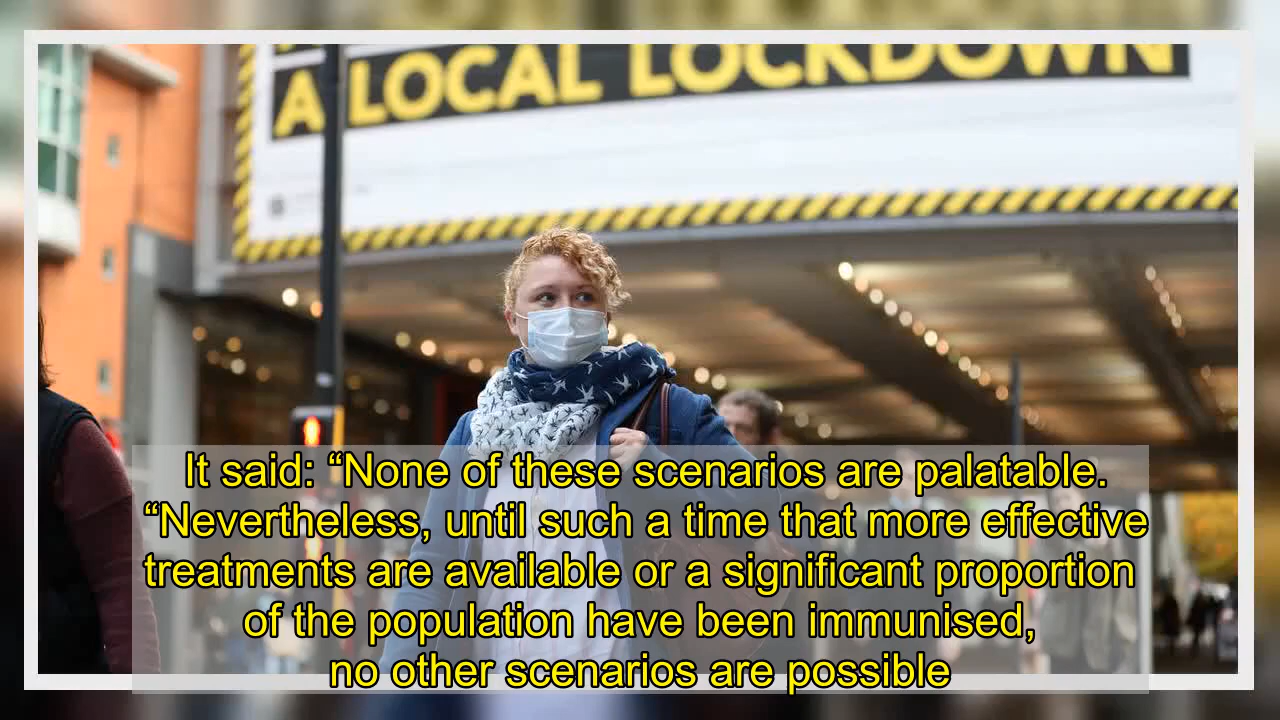 A LOCAL LOCKDOWN
It said: “None of these scenarios are palatable.
“Nevertheless, until such a time that more effective
treatments are available or a significant proportion
of the population have been immunised,
no other scenarios are possible